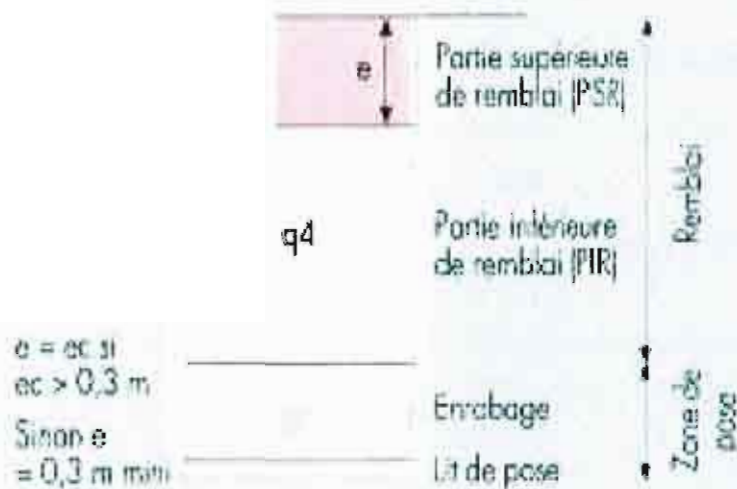 e
Partie supérieure
de remblai (PSR)
Remblai
q4
Partie inférieure
de remblai (PIR)
e = ec si
ec > 0,3 m
Sinon e
= 0,3 m mini
Enrobage
Lit de pose
Zone de
pose